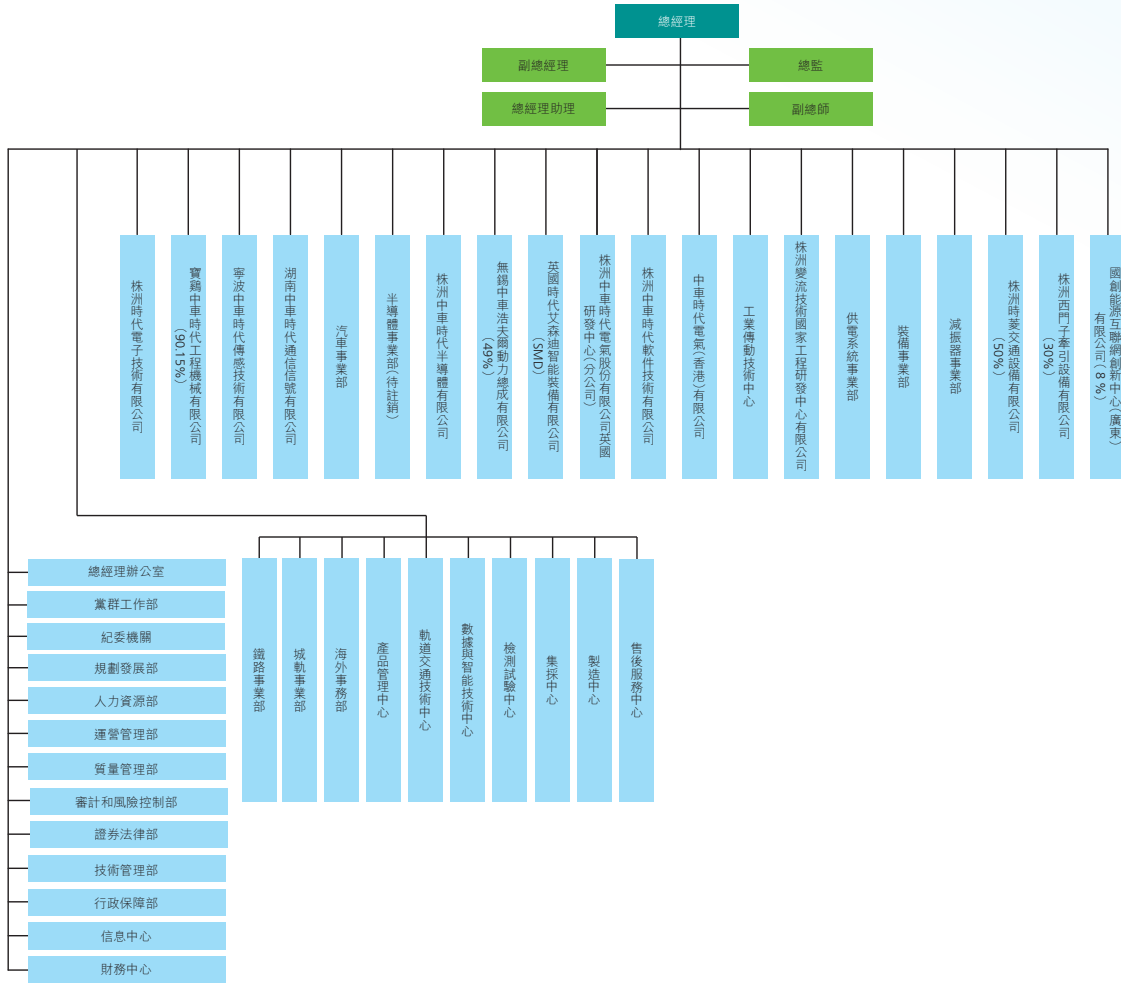 總經理
副總經理
總監
總經理助理
副總師
株洲時代電子技術有限公司
寶鷄中車時代工程機械有限公司
(90.15%)
寧波中車時代傳感技術有限公司
湖南中車時代通信信號有限公司
汽車事業部
半導體事業部(待註銷)
株洲中車時代半導體有限公司
無錫中車浩夫爾動力總成有限公司
(49%)
英國時代艾森迪智能裝備有限公司
(SMD)
株洲中車時代電氣股份有限公司英國
研發中心(分公司)
株洲中車時代軟件技術有限公司
中車時代電氣(香港)有限公司
工業傳動技術中心
株洲變流技術國家工程研發中心有限公司
供電系統事業部
裝備事業部
減振器事業部
株洲時菱交通設備有限公司
(50%)
株洲西門子牽引設備有限公司
(30%)
國創能源互聯網創新中心(廣東)
有限公司(8%)
總經理辦公室
黨群工作部
紀委機關
規劃發展部
人力資源部
運營管理部
質量管理部
審計和風險控制部
證券法律部
技術管理部
行政保障部
信息中心
財務中心
鐵路事業部
城軌事業部
海外事務部
產品管理中心
軌道交通技術中心
數據與智能技術中心
檢測試驗中心
集採中心
製造中心
售後服務中心